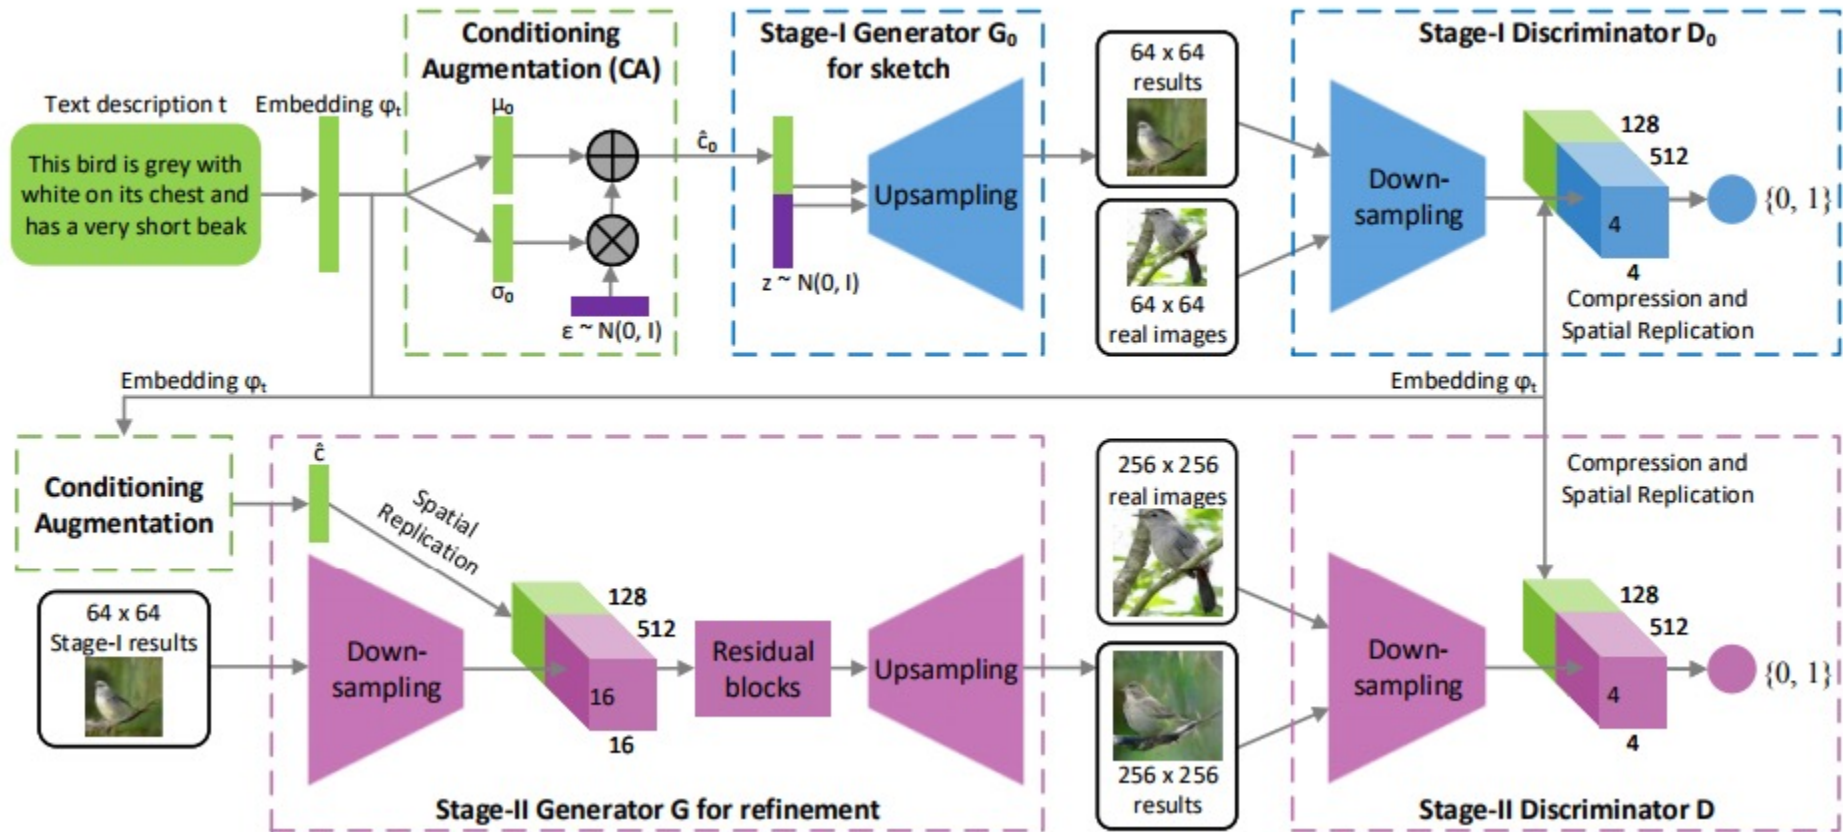 Text description t
This bird is grey with
white on its chest and
has a very short beak
Embedding φₜ
Conditioning
Augmentation (CA)
μ₀
σ₀
ε ~ N(0, I)
ĉ₀
Stage-I Generator G₀
for sketch
z ~ N(0, I)
Upsampling
64 x 64
results
64 x 64
real images
Stage-I Discriminator D₀
Down-
sampling
128
512
4
4
{0, 1}
Compression and
Spatial Replication
Embedding φₜ
Embedding φₜ
Conditioning
Augmentation
64 x 64
Stage-I results
ĉ
Spatial
Replication
Down-
sampling
128
512
16
16
Residual
blocks
Upsampling
Stage-II Generator G for refinement
256 x 256
real images
256 x 256
results
Compression and
Spatial Replication
Down-
sampling
128
512
4
4
{0, 1}
Stage-II Discriminator D